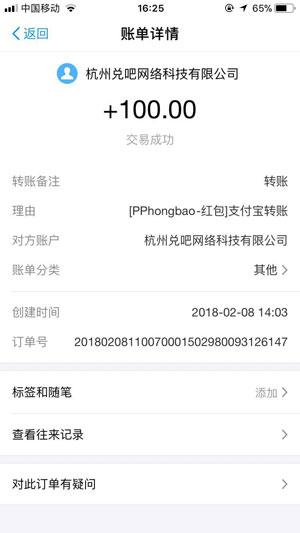 中国移动 16:25 65%
返回 账单详情
杭州兑吧网络科技有限公司
+100.00
交易成功
转账备注 转账
理由 [PPhongbao-红包]支付宝转账
对方账户 杭州兑吧网络科技有限公司
账单分类 其他
创建时间 2018-02-08 14:03
订单号 20180208110070001502980093126147
标签和随笔 添加
查看往来记录
对此订单有疑问